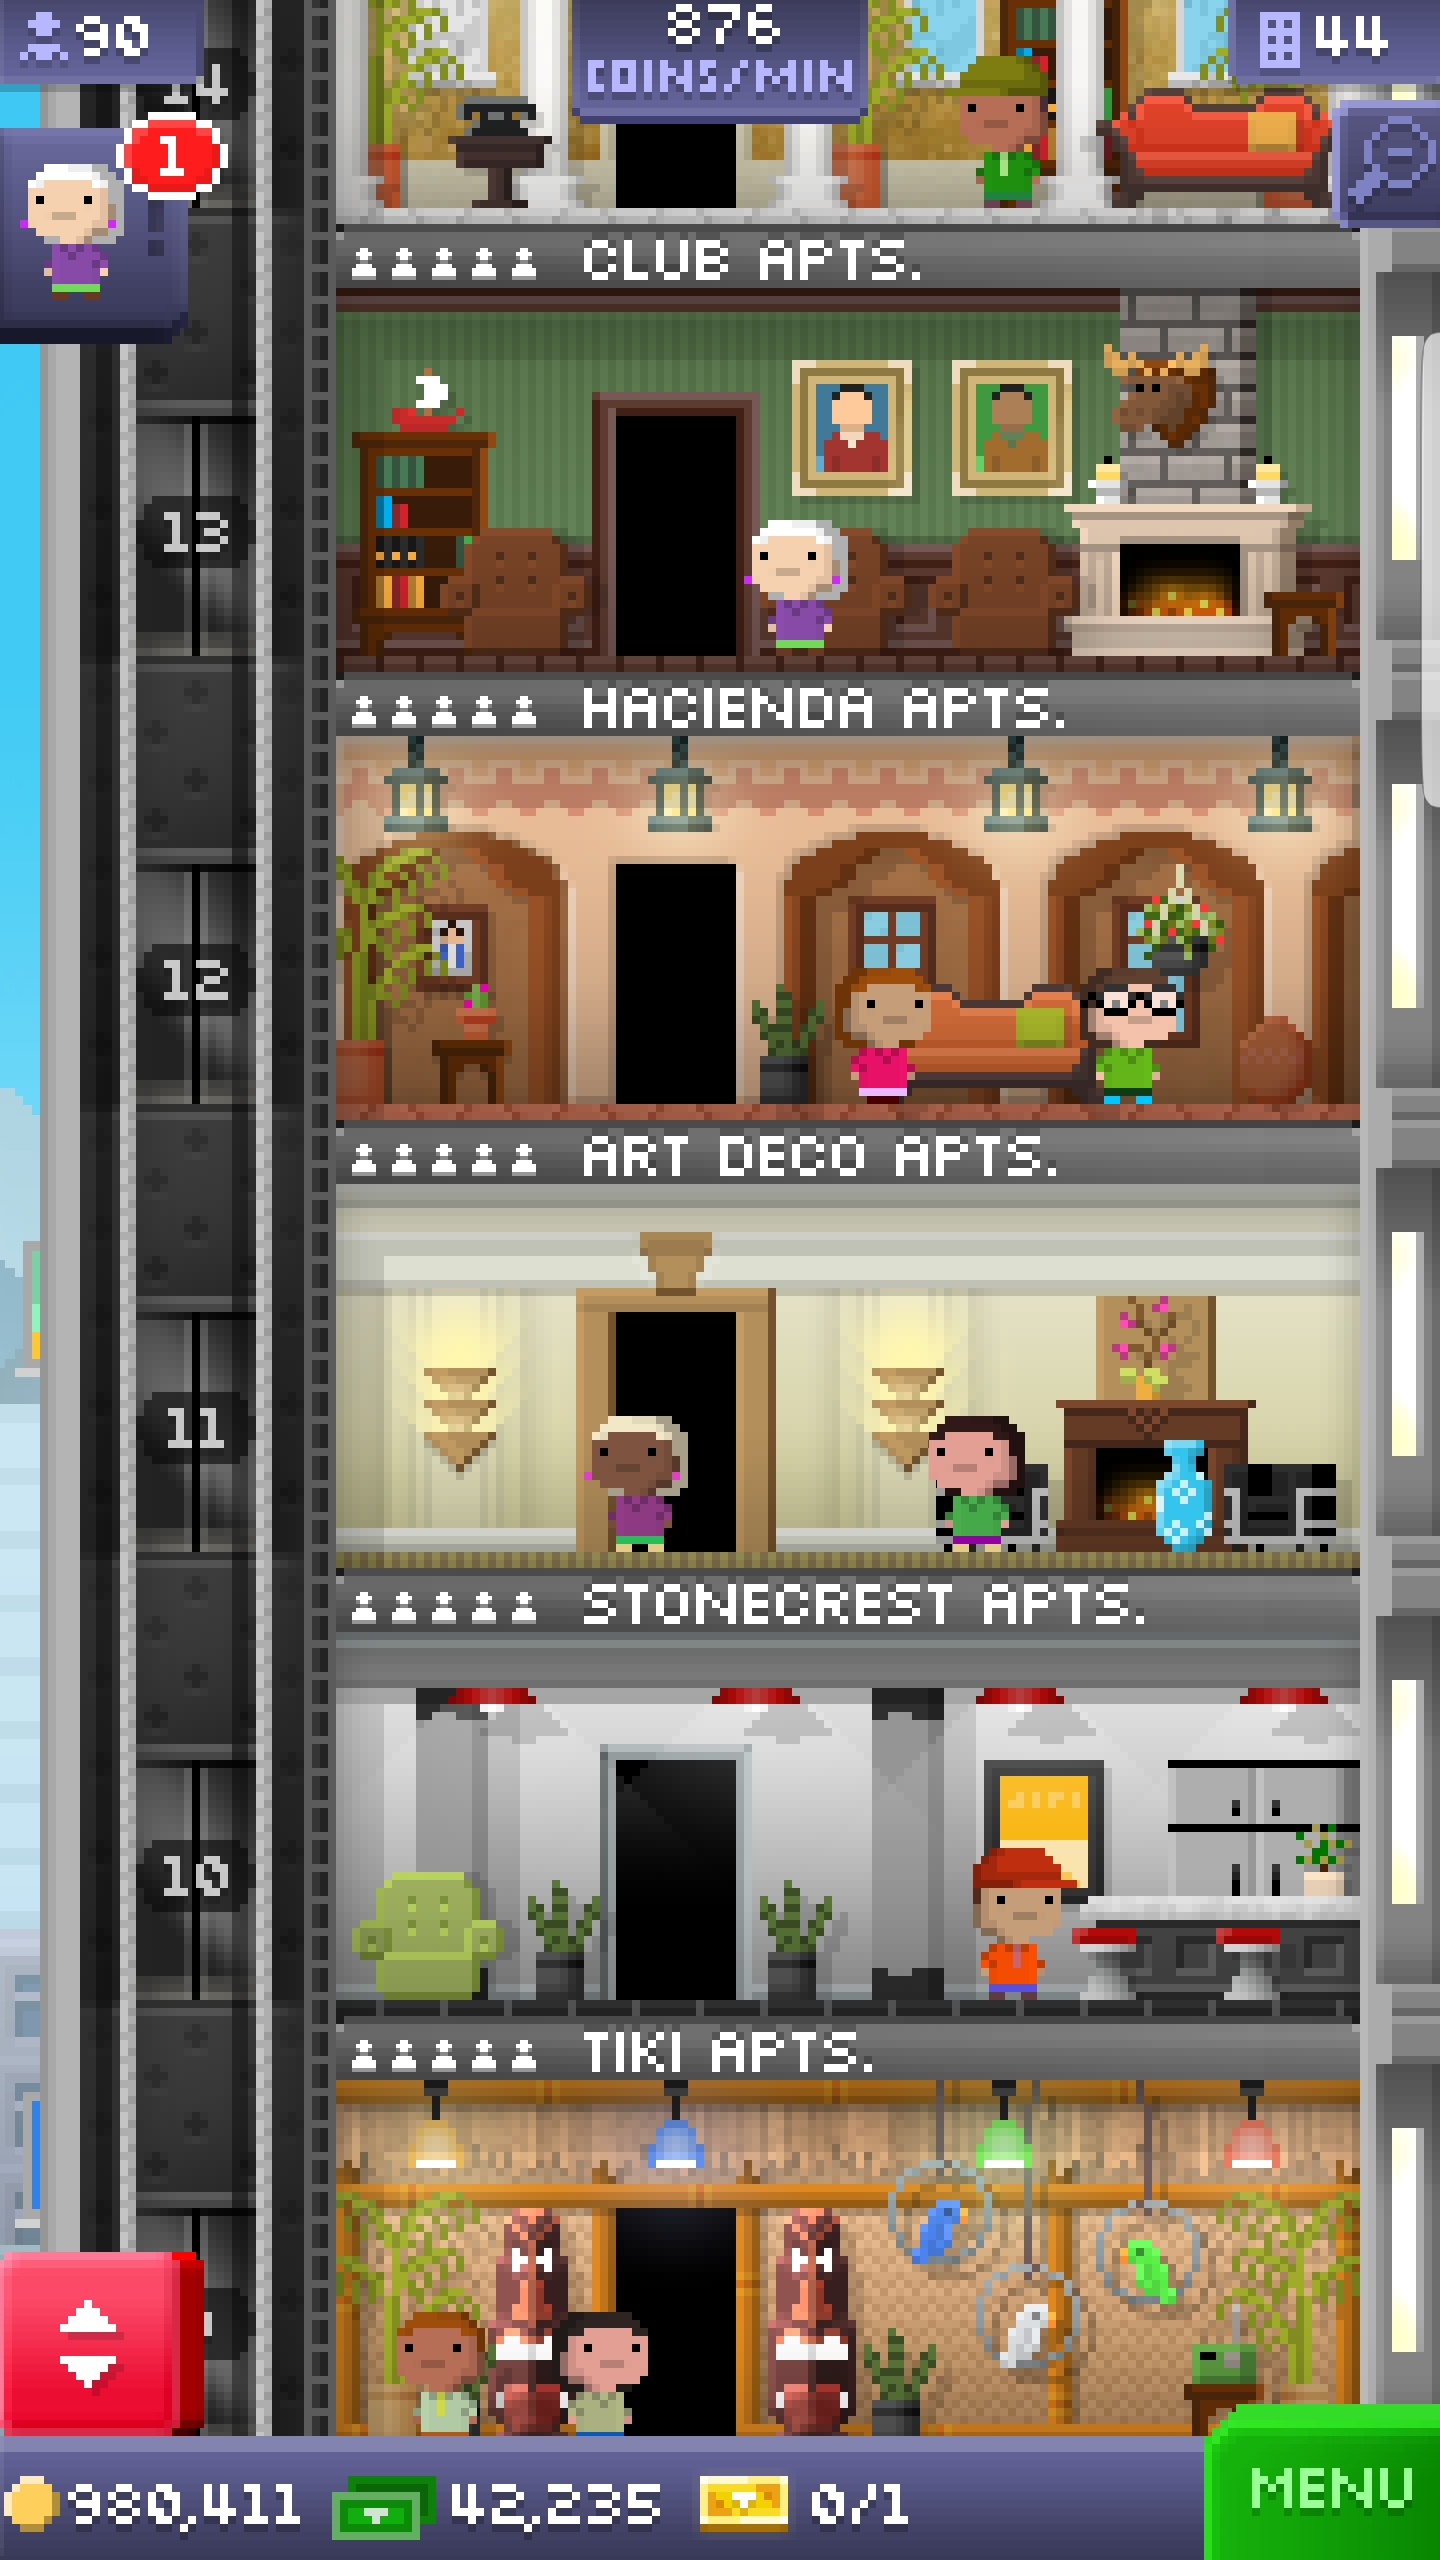 90
876
COINS/MIN
44
14
1
CLUB APTS.
13
HACIENDA APTS.
12
ART DECO APTS.
11
STONECREST APTS.
10
TIKI APTS.
980,411
42,235
0/1
MENU